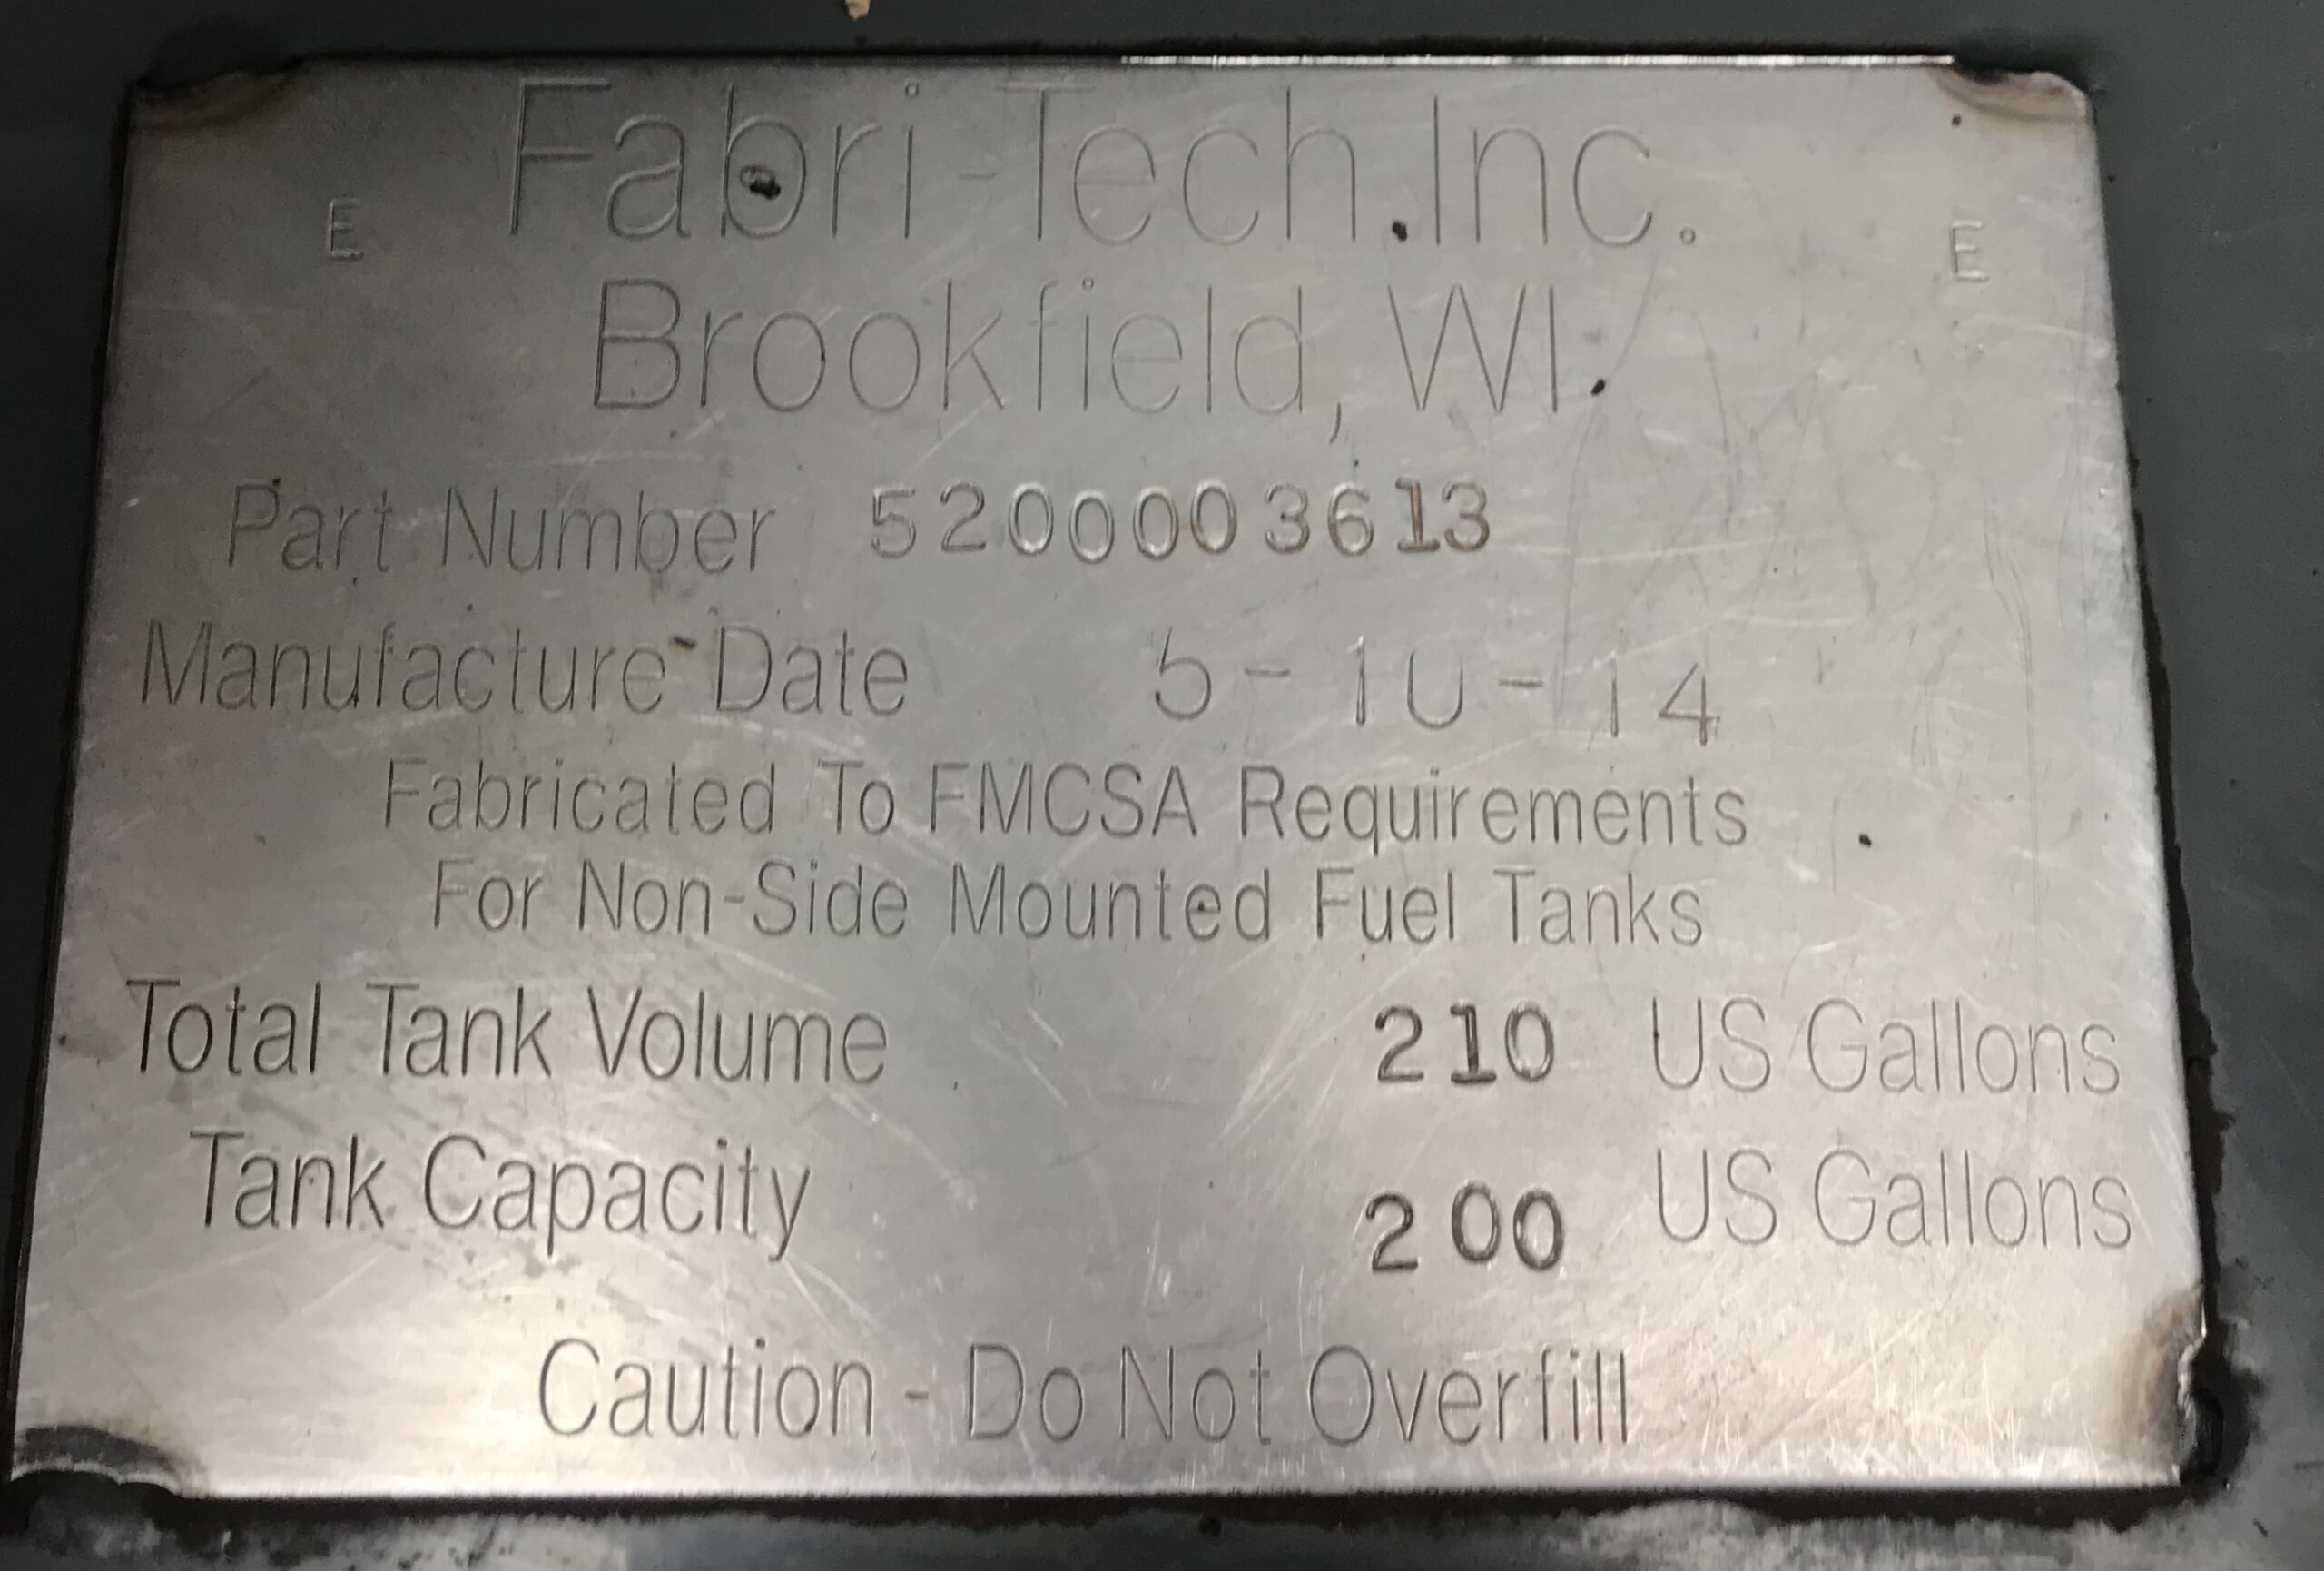 Fabri-Tech.Inc.
E E
Brookfield, WI.
Part Number 5200003613
Manufacture Date 5-10-14
Fabricated To FMCSA Requirements
For Non-Side Mounted Fuel Tanks
Total Tank Volume 210 US Gallons
Tank Capacity 200 US Gallons
Caution - Do Not Overfill